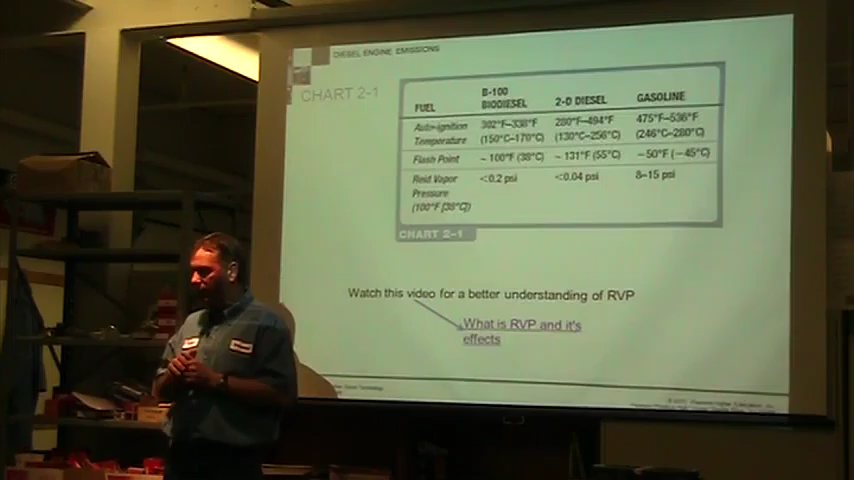 DIESEL ENGINE EMISSIONS
CHART 2-1
FUEL B-100 BIODIESEL 2-D DIESEL GASOLINE
Auto-ignition 302°F–338°F 280°F–494°F 475°F–536°F
Temperature (150°C–170°C) (130°C–256°C) (246°C–280°C)
Flash Point ~ 100°F (38°C) ~ 131°F (55°C) ~50°F (−45°C)
Reid Vapor <0.2 psi <0.04 psi 8–15 psi
Pressure
(100°F [38°C])
CHART 2–1
Watch this video for a better understanding of RVP
What is RVP and it's
effects